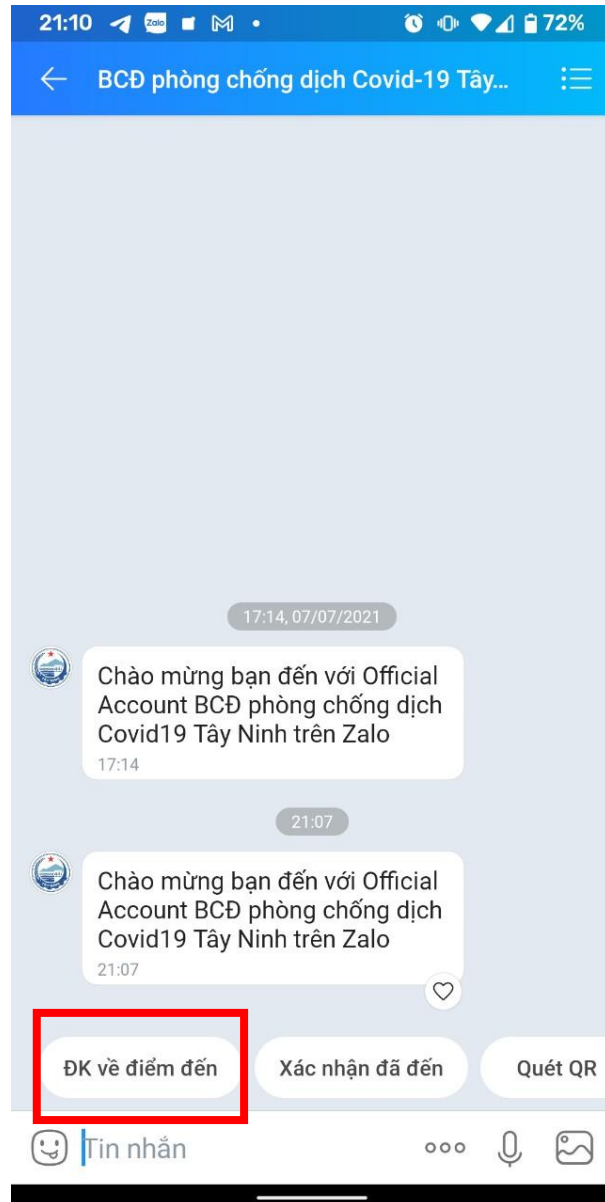 21:10 Zalo 72%
BCĐ phòng chống dịch Covid-19 Tây...
17:14, 07/07/2021
Chào mừng bạn đến với Official
Account BCĐ phòng chống dịch
Covid19 Tây Ninh trên Zalo
17:14
21:07
Chào mừng bạn đến với Official
Account BCĐ phòng chống dịch
Covid19 Tây Ninh trên Zalo
21:07
ĐK về điểm đến Xác nhận đã đến Quét QR
Tin nhắn